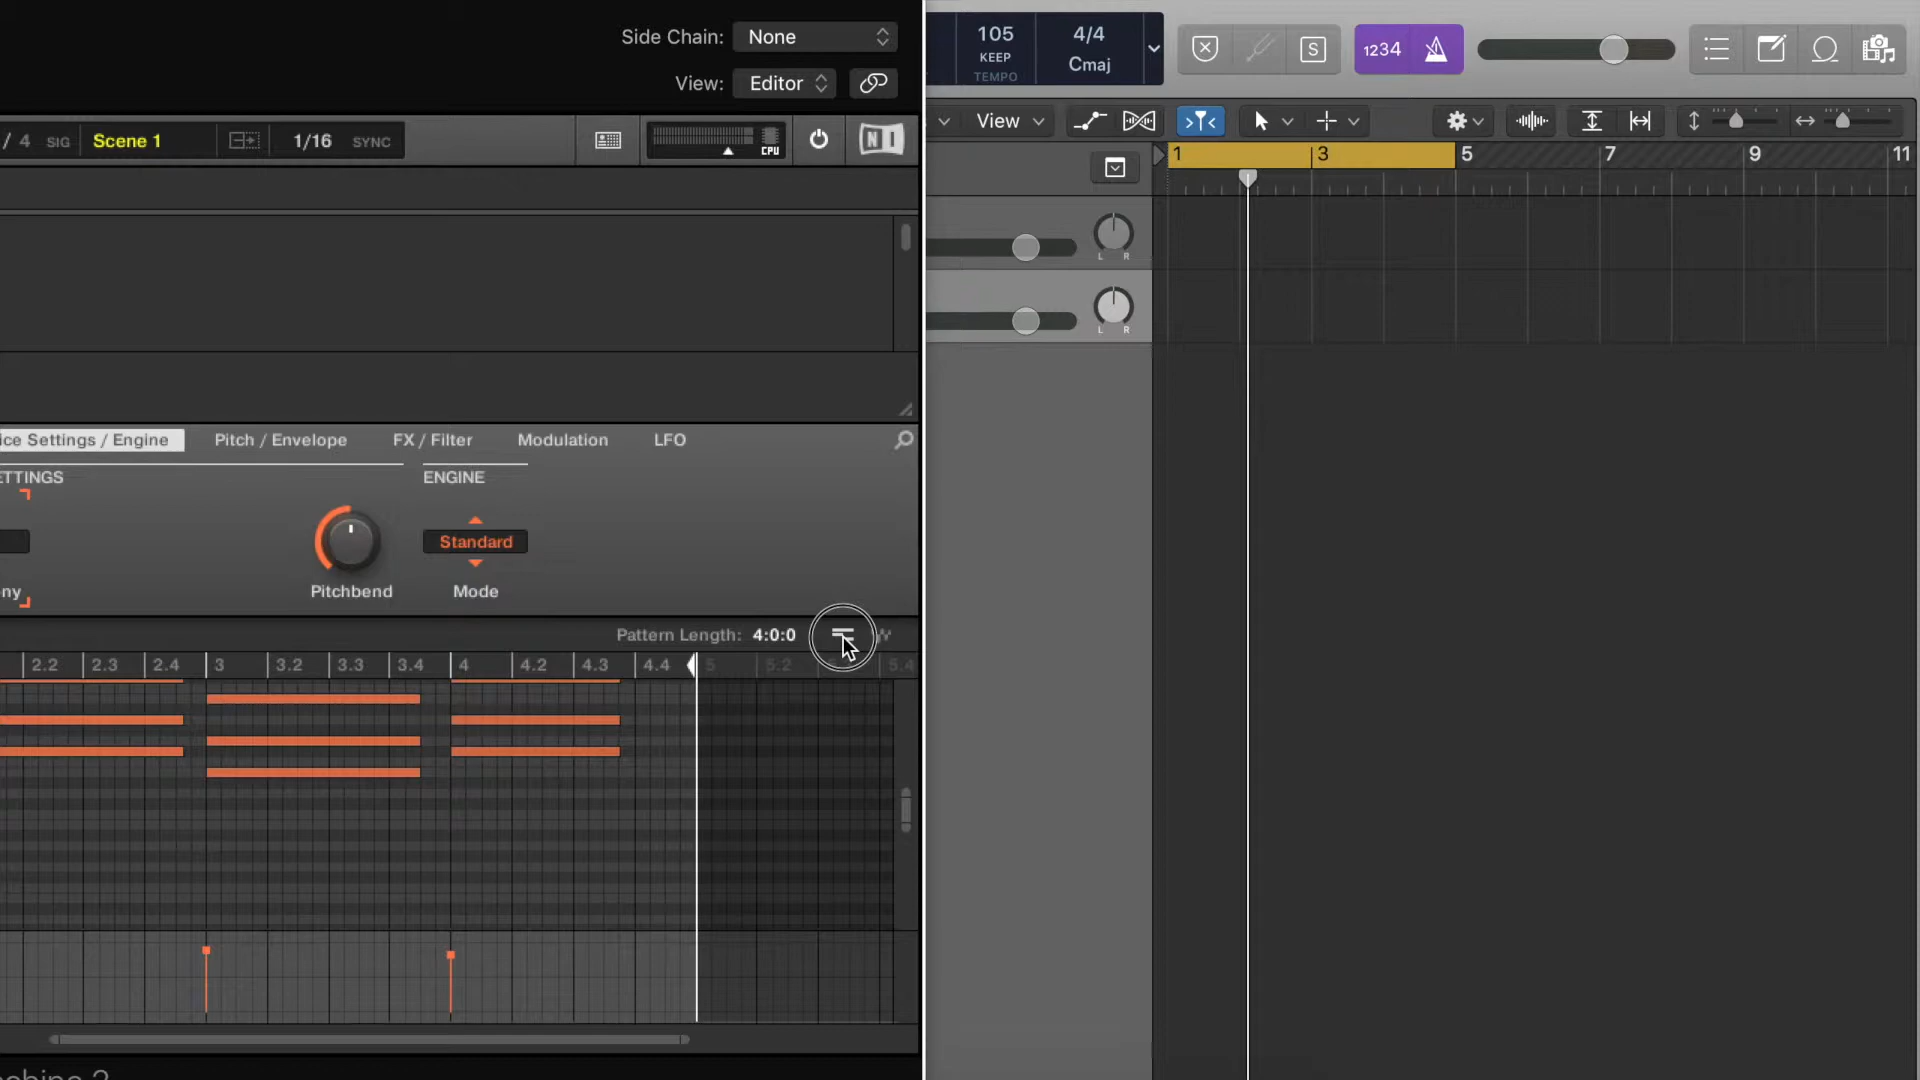 Side Chain: None
View: Editor
/ 4 SIG Scene 1 1/16 SYNC CPU NI
ice Settings / Engine Pitch / Envelope FX / Filter Modulation LFO
ETTINGS ENGINE
Standard
ny Pitchbend Mode
Pattern Length: 4:0:0
2.2 2.3 2.4 3 3.2 3.3 3.4 4 4.2 4.3 4.4 5 5.2 5.4
105 4/4
KEEP Cmaj
TEMPO
S 1234
View
1 3 5 7 9 11
L R
L R